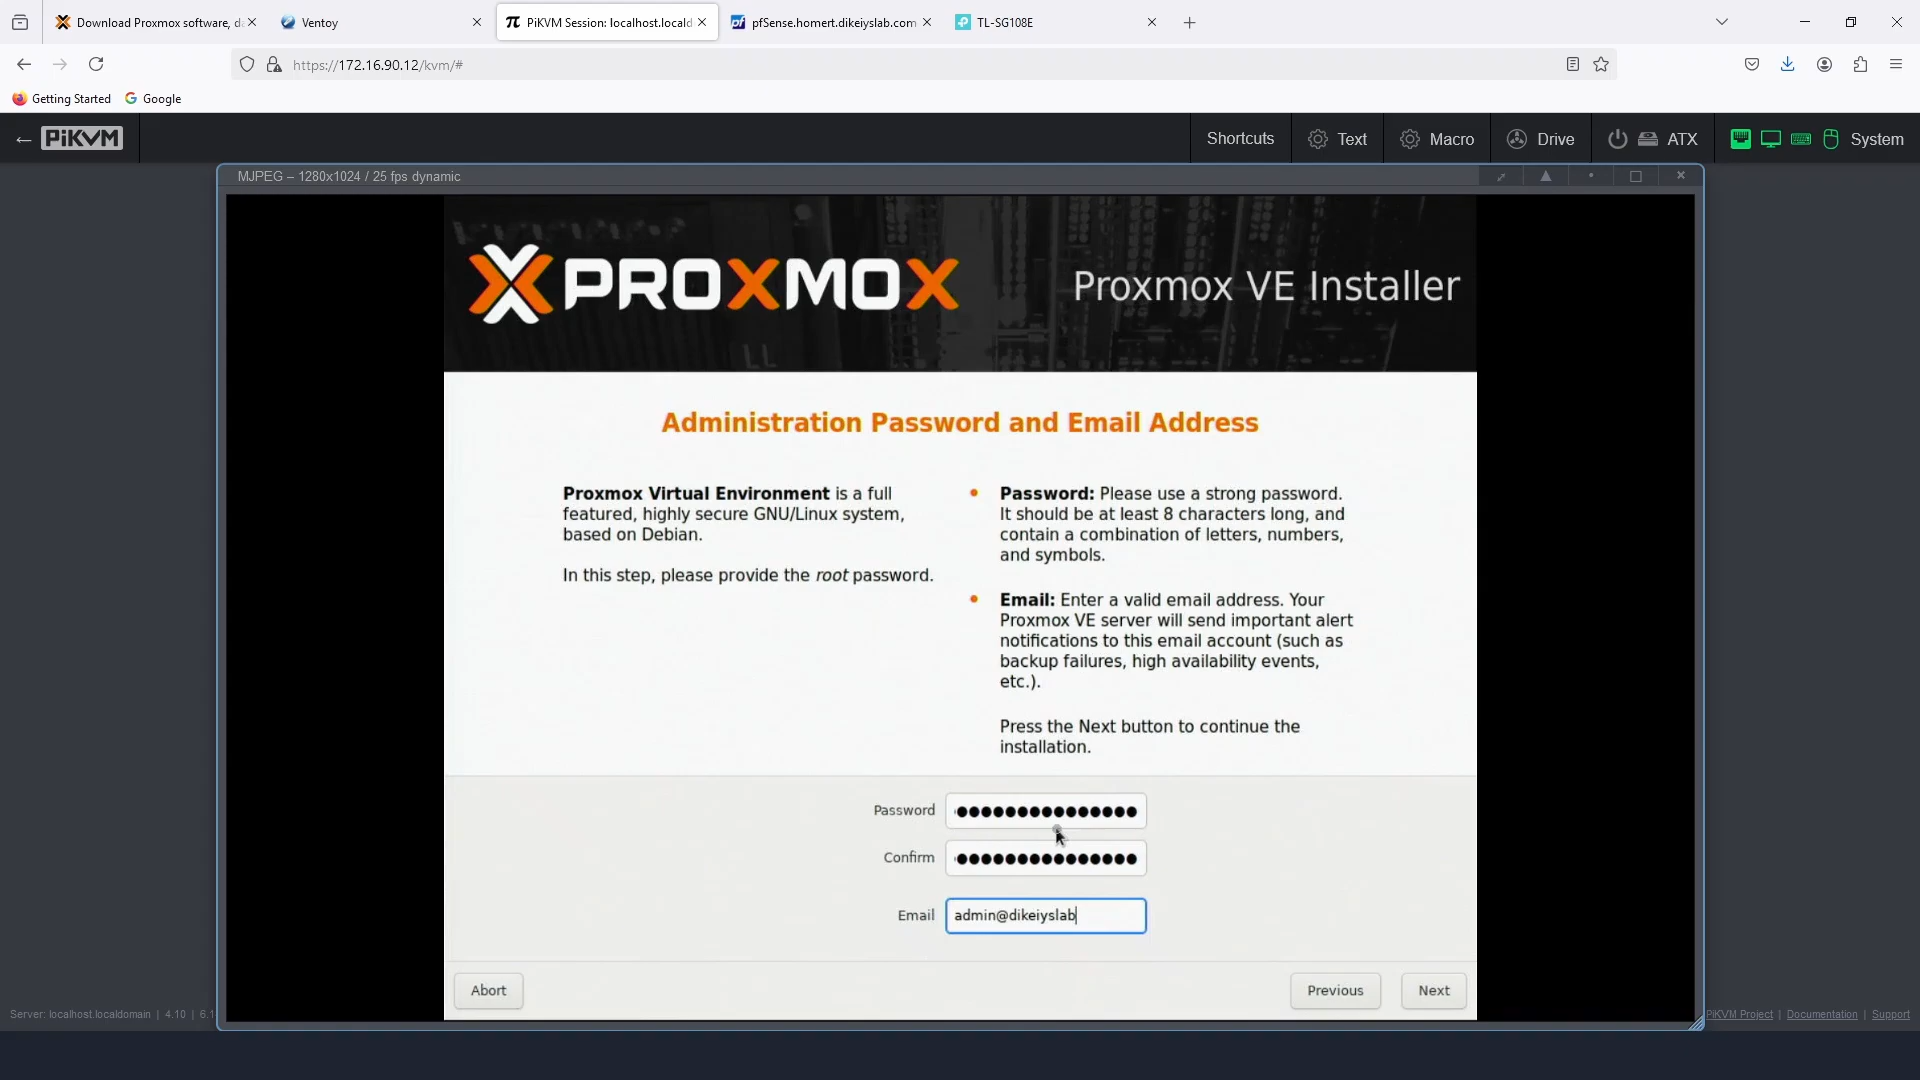 Download Proxmox software, da
Ventoy
PiKVM Session: localhost.locald
pfSense.homert.dikeiyslab.com
TL-SG108E
https://172.16.90.12/kvm/#
Getting Started
Google
← PiKVM
Shortcuts
Text
Macro
Drive
ATX
System
MJPEG – 1280x1024 / 25 fps dynamic
PROXMOX
Proxmox VE Installer
Administration Password and Email Address
Proxmox Virtual Environment is a full
featured, highly secure GNU/Linux system,
based on Debian.
In this step, please provide the root password.
Password: Please use a strong password.
It should be at least 8 characters long, and
contain a combination of letters, numbers,
and symbols.
Email: Enter a valid email address. Your
Proxmox VE server will send important alert
notifications to this email account (such as
backup failures, high availability events,
etc.).
Press the Next button to continue the
installation.
Password ●●●●●●●●●●●●●●●
Confirm ●●●●●●●●●●●●●●●
Email admin@dikeiyslab
Abort
Previous
Next
Server: localhost.localdomain | 4.10 | 6.1
PiKVM Project | Documentation | Support